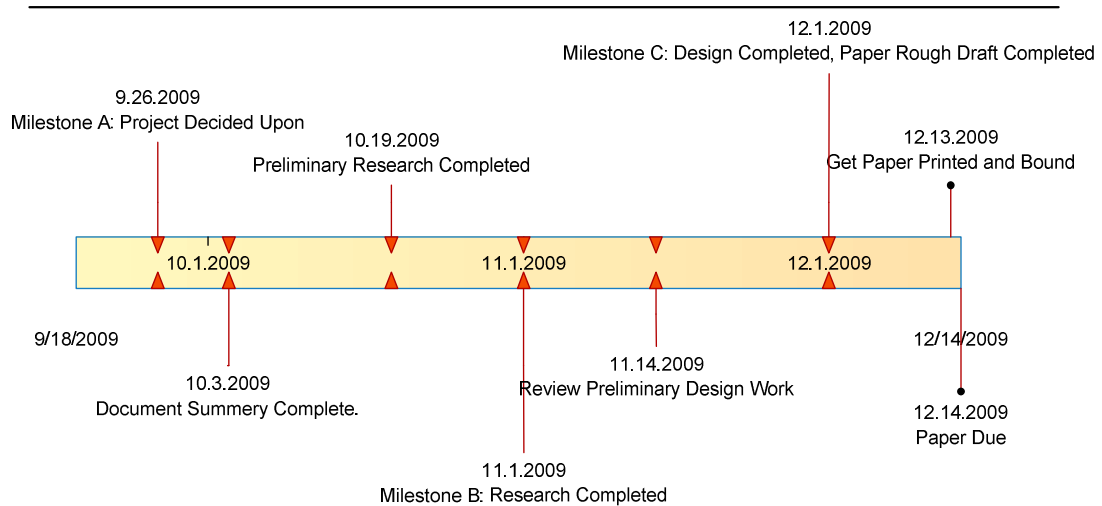 12.1.2009
Milestone C: Design Completed, Paper Rough Draft Completed
9.26.2009
Milestone A: Project Decided Upon
10.19.2009
Preliminary Research Completed
12.13.2009
Get Paper Printed and Bound
10.1.2009
11.1.2009
12.1.2009
9/18/2009
12/14/2009
10.3.2009
Document Summery Complete.
11.14.2009
Review Preliminary Design Work
12.14.2009
Paper Due
11.1.2009
Milestone B: Research Completed